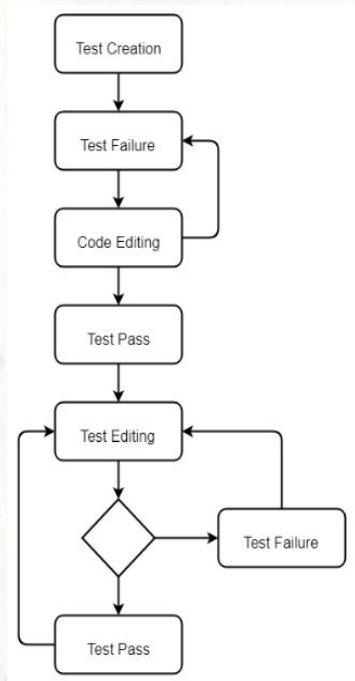 Test Creation
Test Failure
Code Editing
Test Pass
Test Editing
Test Failure
Test Pass